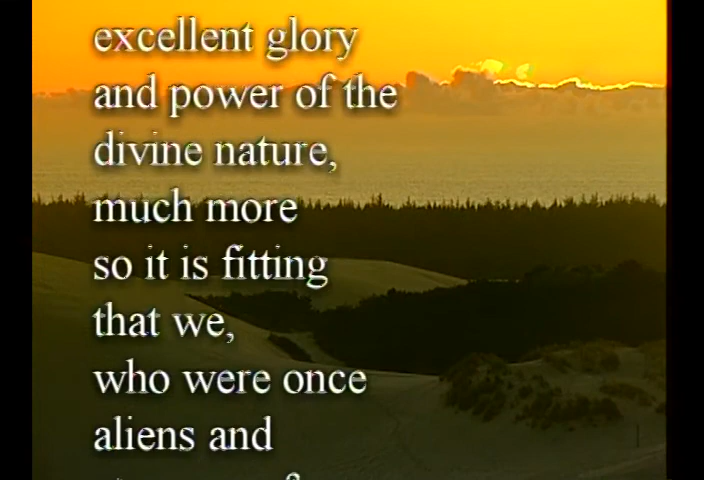 excellent glory
and power of the
divine nature,
much more
so it is fitting
that we,
who were once
aliens and